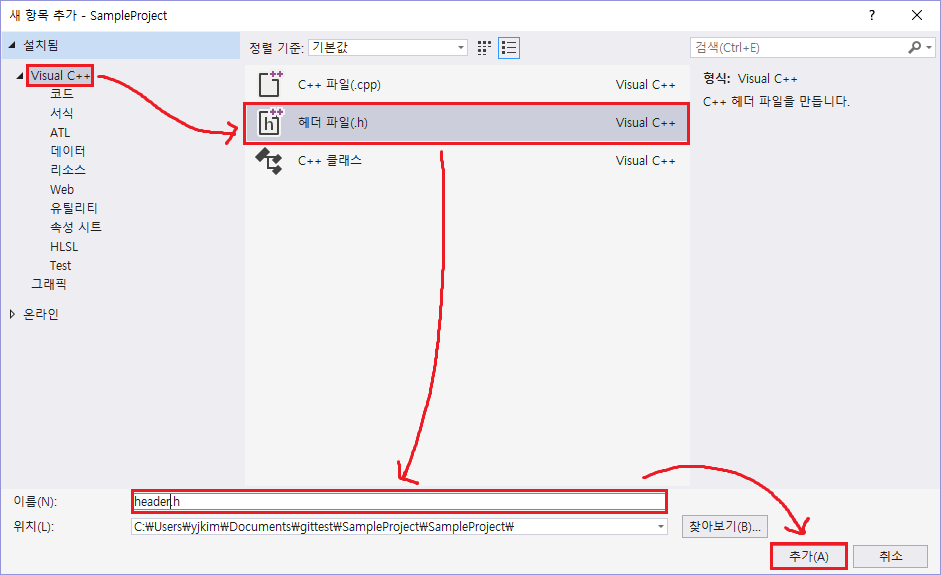 새 항목 추가 - SampleProject
설치됨
정렬 기준: 기본값
검색(Ctrl+E)
Visual C++
코드
서식
ATL
데이터
리소스
Web
유틸리티
속성 시트
HLSL
Test
그래픽
온라인
C++ 파일(.cpp) Visual C++
헤더 파일(.h) Visual C++
C++ 클래스 Visual C++
형식: Visual C++
C++ 헤더 파일을 만듭니다.
이름(N): header.h
위치(L): C:₩Users₩yjkim₩Documents₩gittest₩SampleProject₩SampleProject₩
찾아보기(B)...
추가(A) 취소